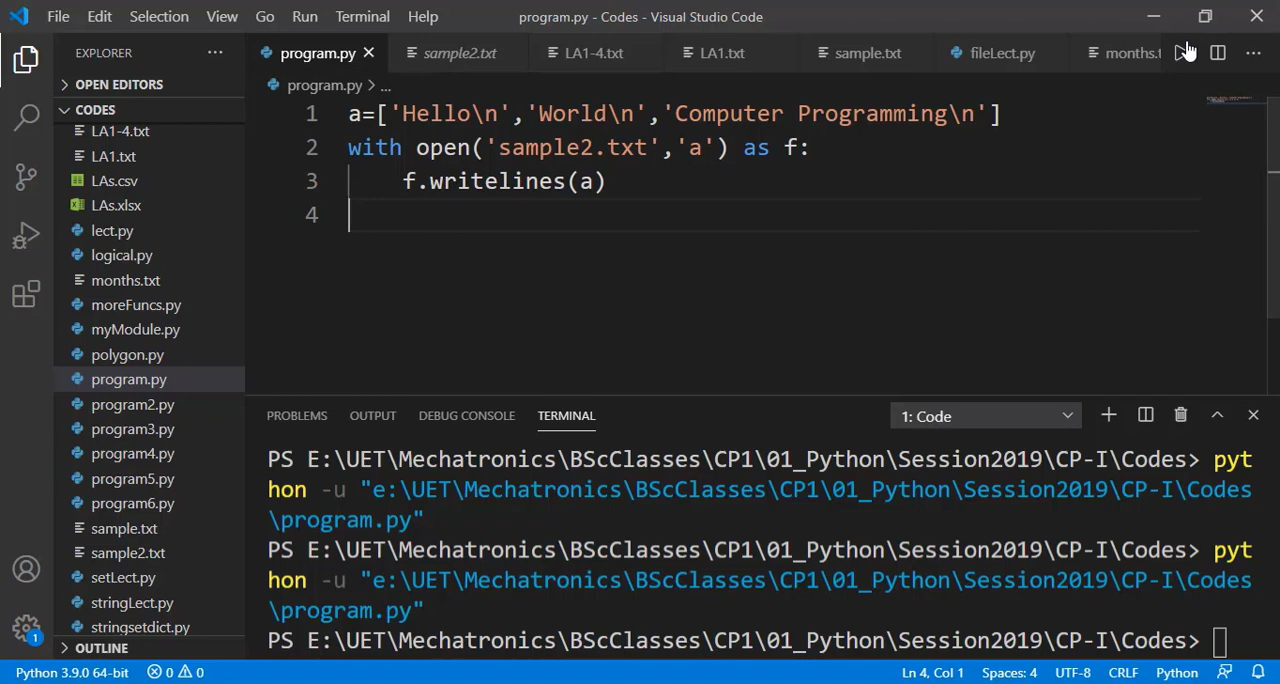 File Edit Selection View Go Run Terminal Help program.py - Codes - Visual Studio Code
EXPLORER ... program.py sample2.txt LA1-4.txt LA1.txt sample.txt fileLect.py months.t
OPEN EDITORS
program.py > ...
CODES
LA1-4.txt
LA1.txt
LAs.csv
LAs.xlsx
lect.py
logical.py
months.txt
moreFuncs.py
myModule.py
polygon.py
program.py
program2.py
program3.py
program4.py
program5.py
program6.py
sample.txt
sample2.txt
setLect.py
stringLect.py
stringsetdict.py
OUTLINE
1 a=['Hello\n','World\n','Computer Programming\n']
2 with open('sample2.txt','a') as f:
3     f.writelines(a)
4
PROBLEMS OUTPUT DEBUG CONSOLE TERMINAL 1: Code
PS E:\UET\Mechatronics\BScClasses\CP1\01_Python\Session2019\CP-I\Codes> pyt
hon -u "e:\UET\Mechatronics\BScClasses\CP1\01_Python\Session2019\CP-I\Codes
\program.py"
PS E:\UET\Mechatronics\BScClasses\CP1\01_Python\Session2019\CP-I\Codes> pyt
hon -u "e:\UET\Mechatronics\BScClasses\CP1\01_Python\Session2019\CP-I\Codes
\program.py"
PS E:\UET\Mechatronics\BScClasses\CP1\01_Python\Session2019\CP-I\Codes>
1
Python 3.9.0 64-bit 0 0 Ln 4, Col 1 Spaces: 4 UTF-8 CRLF Python